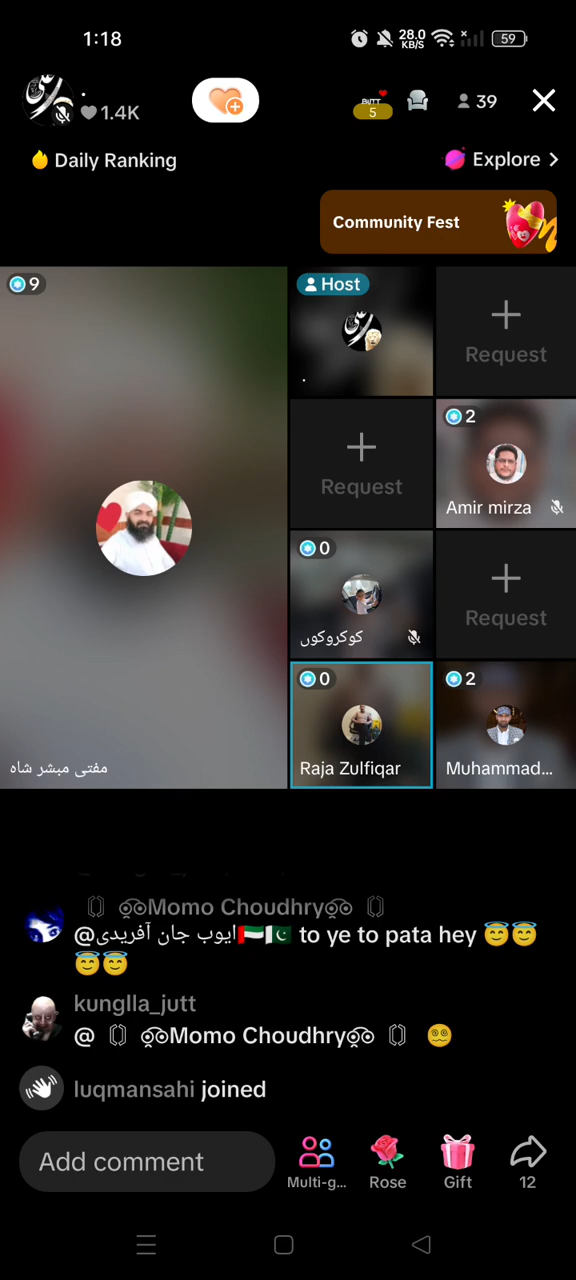 1:18
28.0
KB/S
59
.
1.4K
BUTT
5
39
Daily Ranking
Explore >
Community Fest
9
Host
.
+
Request
+
Request
2
Amir mirza
0
کوکروکوں
+
Request
مفتی مبشر شاہ
0
Raja Zulfiqar
2
Muhammad...
Momo Choudhry
@ایوب جان آفریدی🇦🇪🇵🇰 to ye to pata hey 😇😇
😇😇
kunglla_jutt
@ Momo Choudhry 😵‍💫
luqmansahi joined
Add comment
Multi-g...
Rose
Gift
12